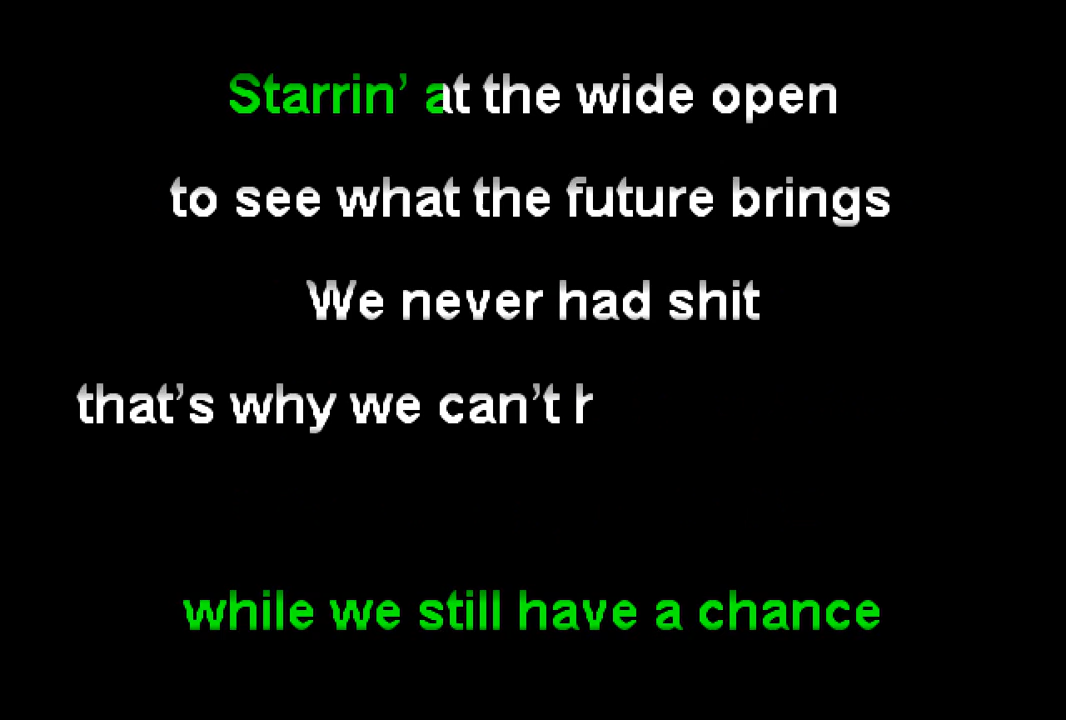 Starrin’ at the wide open
to see what the future brings
We never had shit
that’s why we can’t
while we still have a chance